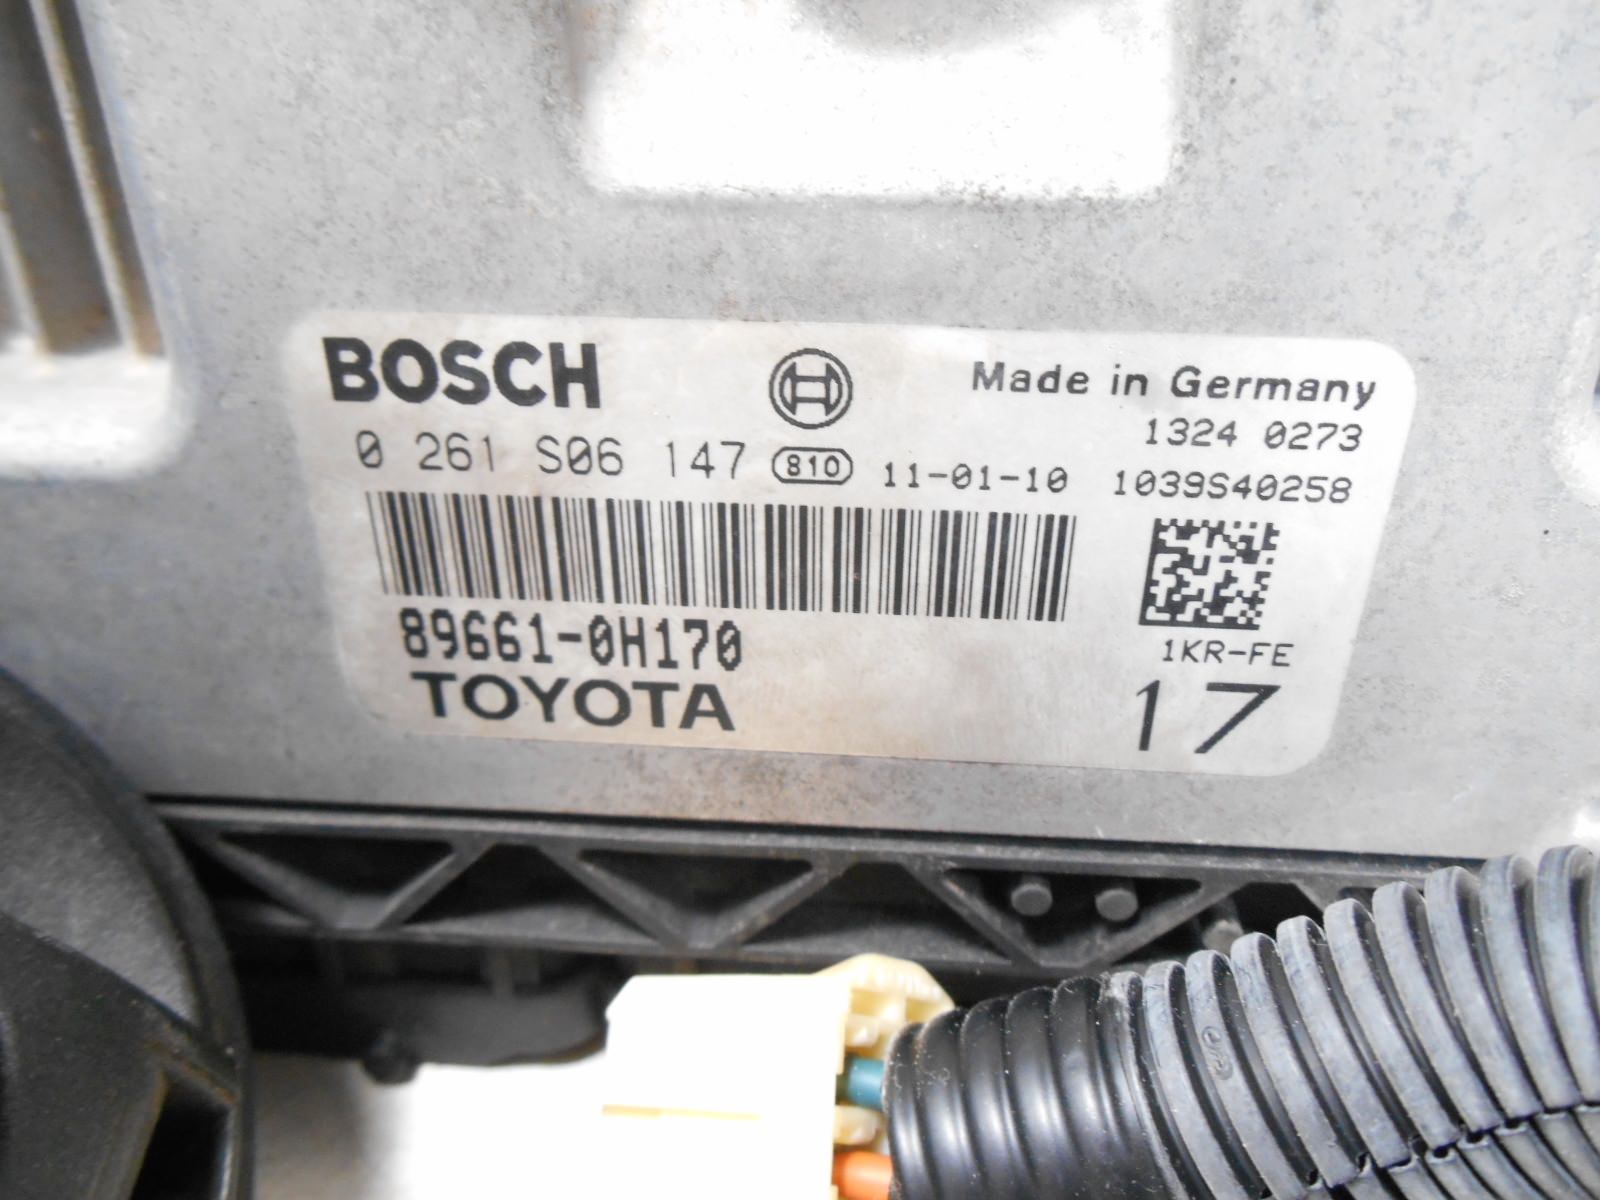 BOSCH
Made in Germany
1324 0273
0 261 S06 147 810 11-01-10 1039S40258
89661-0H170
1KR-FE
TOYOTA
17